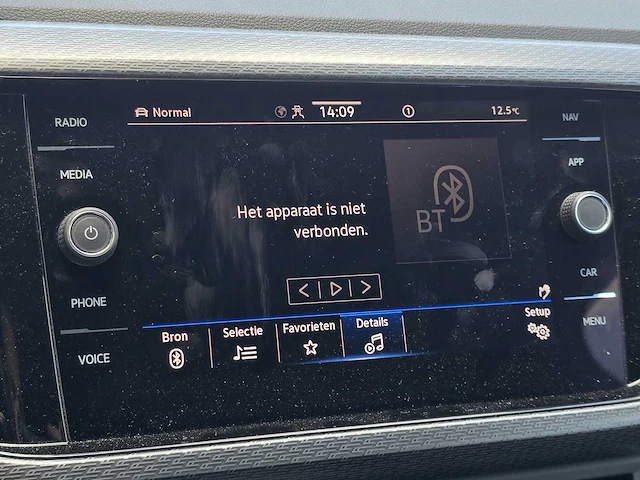 RADIO
MEDIA
PHONE
VOICE
Normal
14:09
1
12.5°C
Het apparaat is niet
verbonden.
BT
Bron
Selectie
Favorieten
Details
Setup
NAV
APP
CAR
MENU